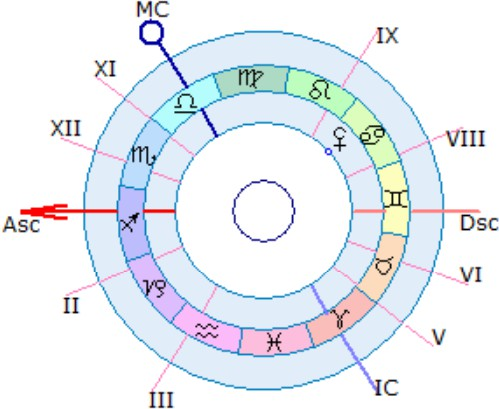 MC
IX
XI
♍
♌
♎
♀
♋
XII
VIII
♏
Asc
♐
♊
Dsc
♑
♉
VI
II
♒
♓
♈
V
III
IC